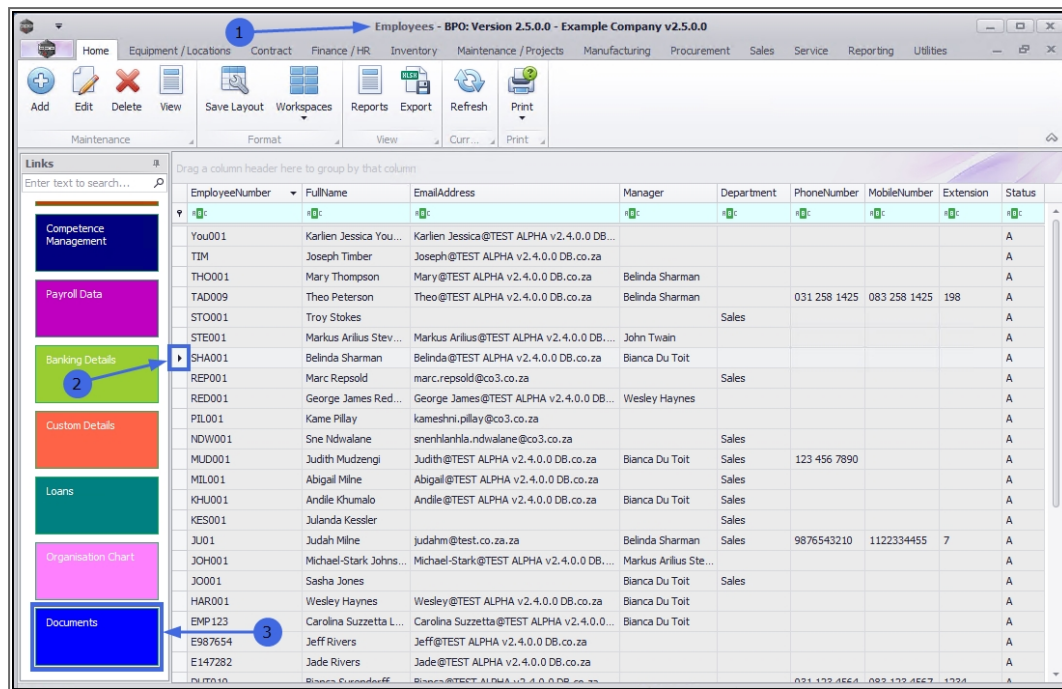 1
Employees - BPO: Version 2.5.0.0 - Example Company v2.5.0.0
Home Equipment / Locations Contract Finance / HR Inventory Maintenance / Projects Manufacturing Procurement Sales Service Reporting Utilities
Add Edit Delete View Save Layout Workspaces Reports Export Refresh Print
Maintenance Format View Curr... Print
Links
Enter text to search...
Drag a column header here to group by that column
EmployeeNumber FullName EmailAddress Manager Department PhoneNumber MobileNumber Extension Status
Competence
Management
Payroll Data
Banking Details
2
Custom Details
Loans
Organisation Chart
Documents
3
You001 Karlien Jessica You... Karlien Jessica@TEST ALPHA v2.4.0.0 DB... A
TIM Joseph Timber Joseph@TEST ALPHA v2.4.0.0 DB.co.za A
THO001 Mary Thompson Mary@TEST ALPHA v2.4.0.0 DB.co.za Belinda Sharman A
TAD009 Theo Peterson Theo@TEST ALPHA v2.4.0.0 DB.co.za Belinda Sharman 031 258 1425 083 258 1425 198 A
STO001 Troy Stokes Sales A
STE001 Markus Arilius Stev... Markus Arilius@TEST ALPHA v2.4.0.0 DB.... John Twain A
SHA001 Belinda Sharman Belinda@TEST ALPHA v2.4.0.0 DB.co.za Bianca Du Toit A
REP001 Marc Repsold marc.repsold@co3.co.za Sales A
RED001 George James Red... George James@TEST ALPHA v2.4.0.0 DB... Wesley Haynes A
PIL001 Kame Pillay kameshni.pillay@co3.co.za A
NDW001 Sne Ndwalane snenhlanhla.ndwalane@co3.co.za Sales A
MUD001 Judith Mudzengi Judith@TEST ALPHA v2.4.0.0 DB.co.za Bianca Du Toit Sales 123 456 7890 A
MIL001 Abigail Milne Abigail@TEST ALPHA v2.4.0.0 DB.co.za Sales A
KHU001 Andile Khumalo Andile@TEST ALPHA v2.4.0.0 DB.co.za Bianca Du Toit Sales A
KES001 Julanda Kessler Sales A
JU01 Judah Milne judahm@test.co.za.za Belinda Sharman Sales 9876543210 1122334455 7 A
JOH001 Michael-Stark Johns... Michael-Stark@TEST ALPHA v2.4.0.0 DB.... Markus Arilius Ste... A
JO001 Sasha Jones Bianca Du Toit Sales A
HAR001 Wesley Haynes Wesley@TEST ALPHA v2.4.0.0 DB.co.za Bianca Du Toit A
EMP123 Carolina Suzzetta L... Carolina Suzzetta@TEST ALPHA v2.4.0.0... Bianca Du Toit A
E987654 Jeff Rivers Jeff@TEST ALPHA v2.4.0.0 DB.co.za A
E147282 Jade Rivers Jade@TEST ALPHA v2.4.0.0 DB.co.za A